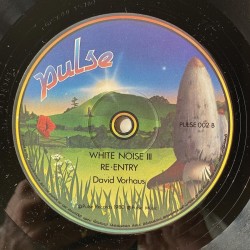 pulse
PULSE 002 B
WHITE NOISE III
RE-ENTRY
David Vorhaus